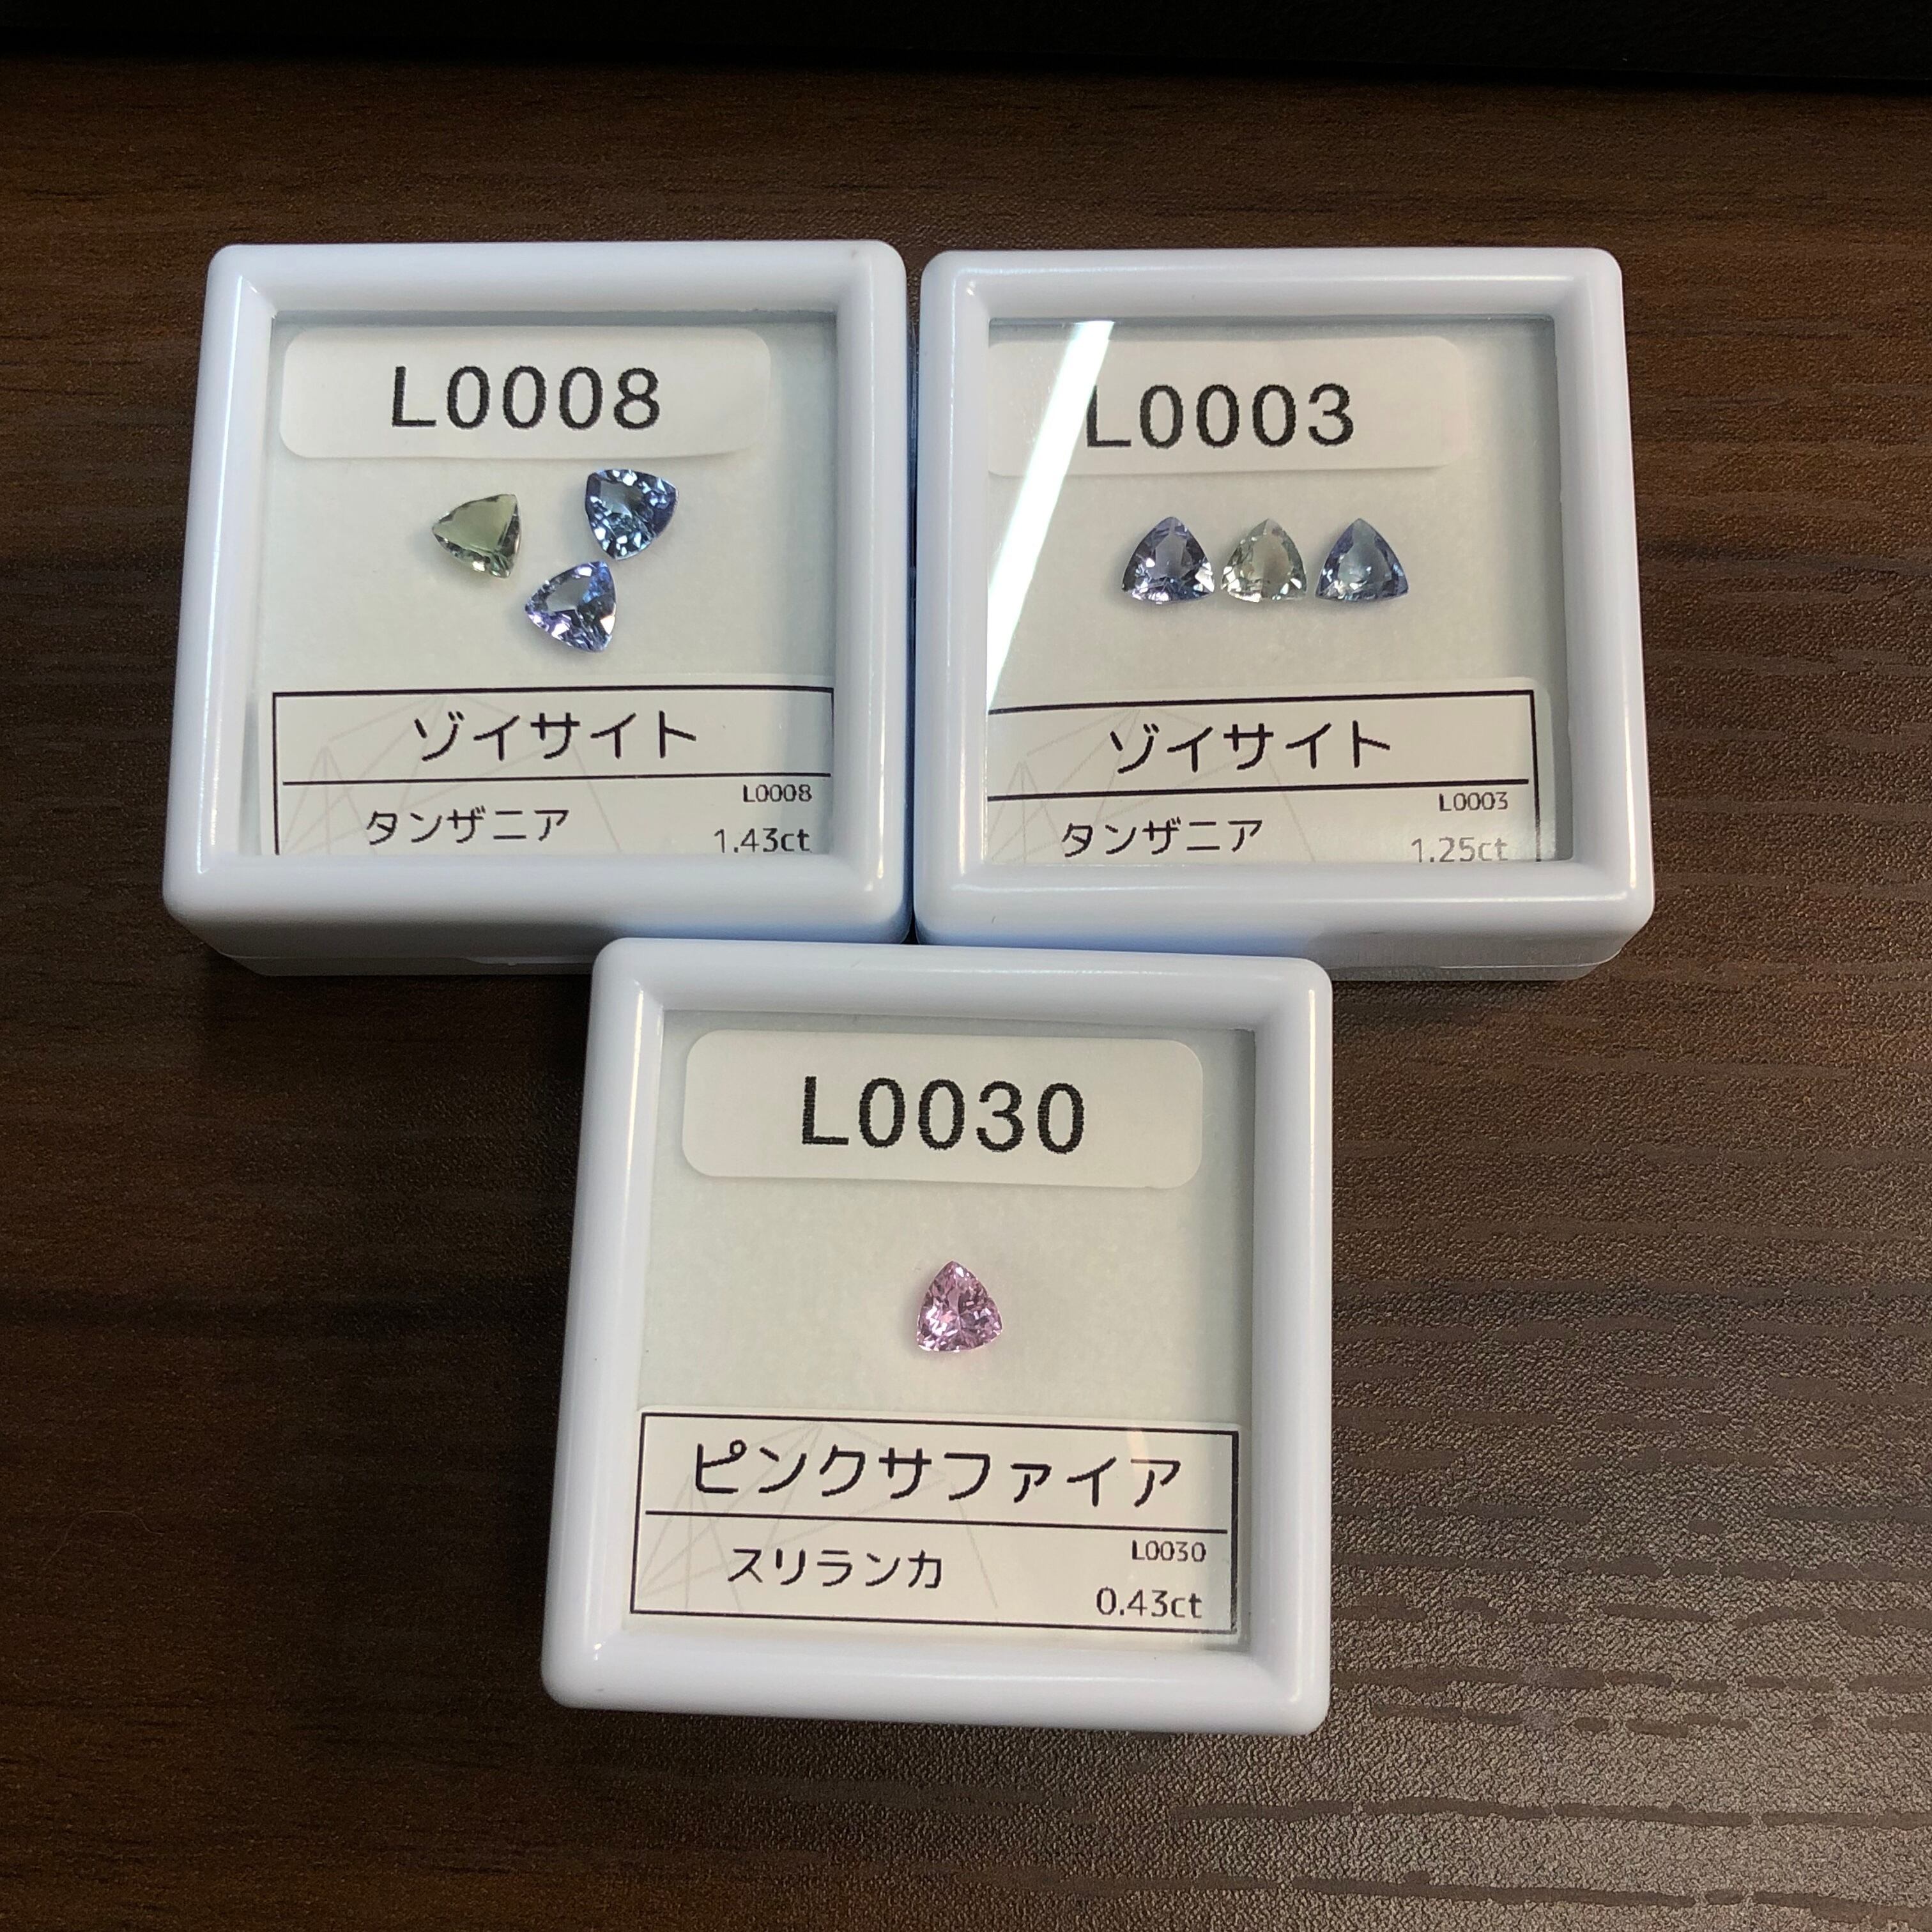 L0008
ゾイサイト
L0008
タンザニア
1.43ct
L0003
ゾイサイト
L0003
タンザニア
1.25ct
L0030
ピンクサファイア
L0030
スリランカ
0.43ct